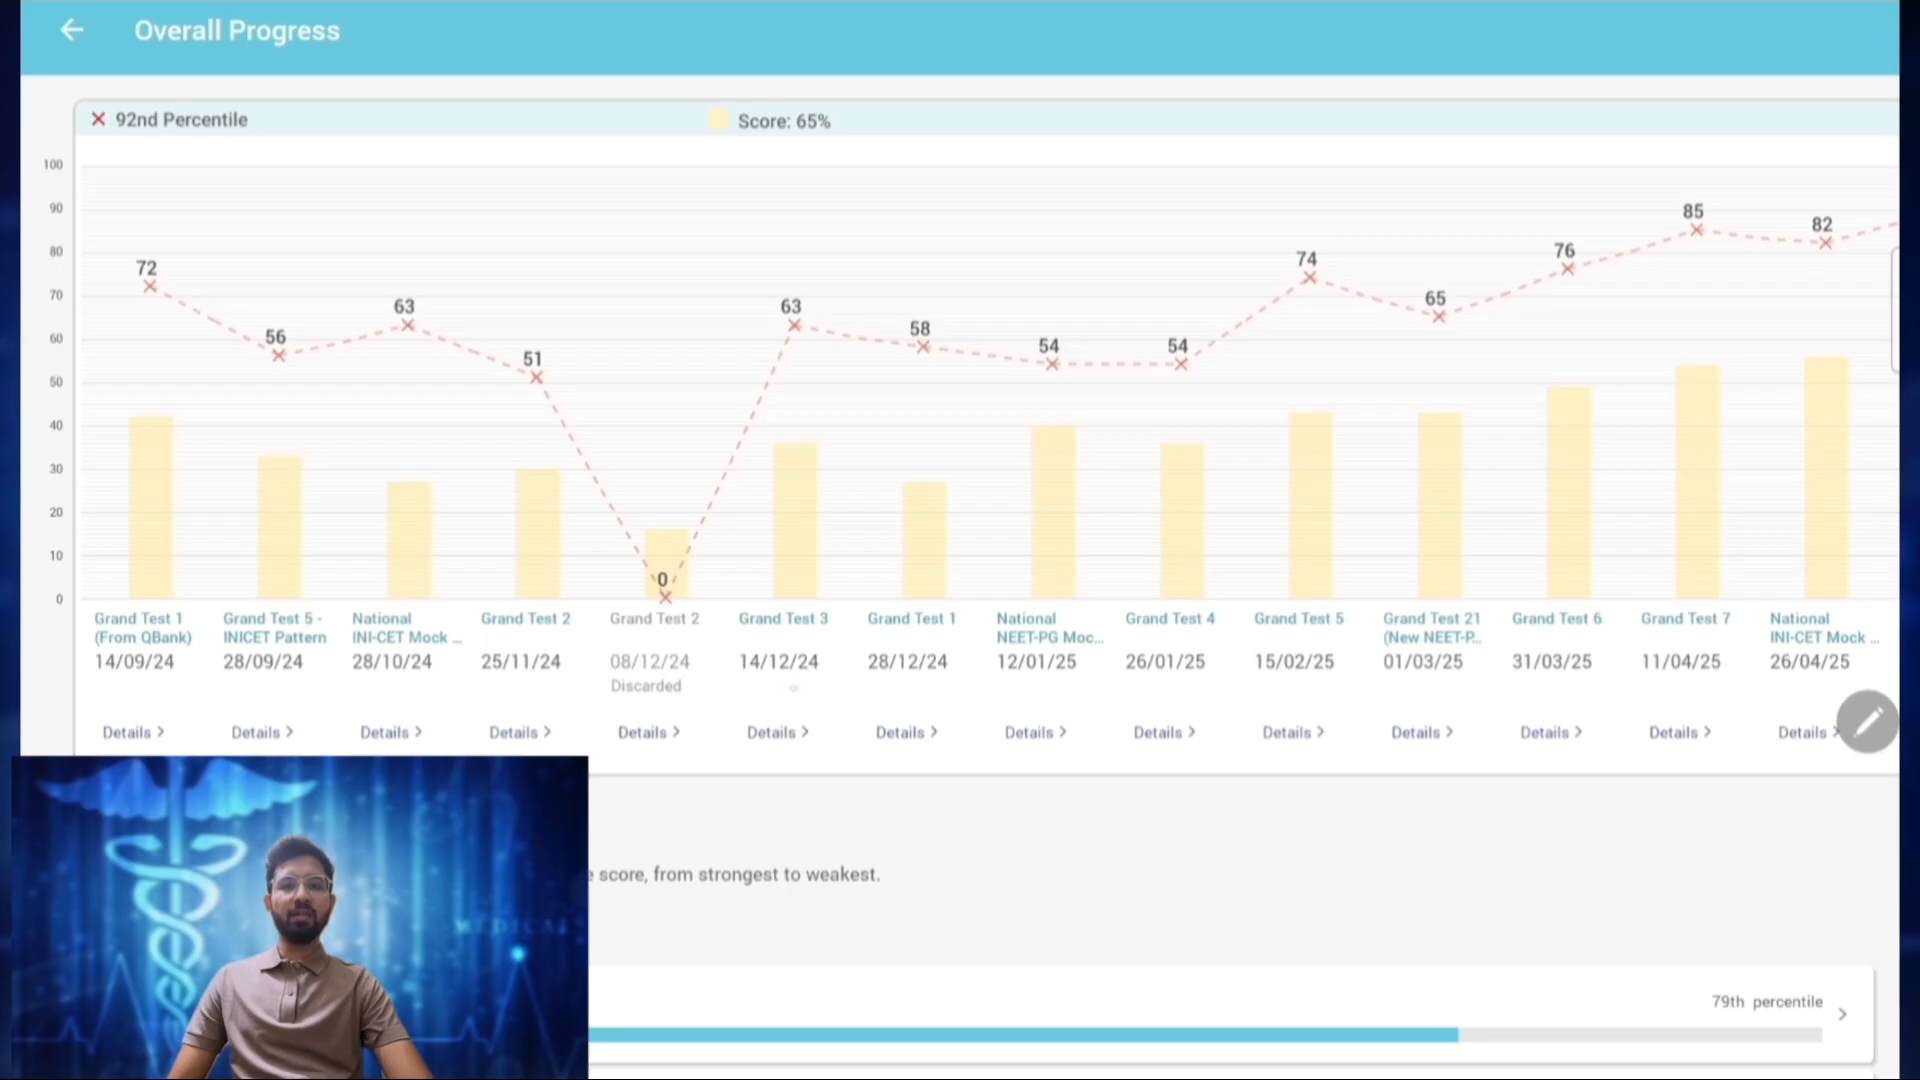 Overall Progress
92nd Percentile
Score: 65%
100
90
80
70
60
50
40
30
20
10
0
72
56
63
51
0
63
58
54
54
74
65
76
85
82
Grand Test 1
(From QBank)
14/09/24
Details
Grand Test 5 -
INICET Pattern
28/09/24
Details
National
INI-CET Mock ...
28/10/24
Details
Grand Test 2
25/11/24
Details
Grand Test 2
08/12/24
Discarded
Details
Grand Test 3
14/12/24
Details
Grand Test 1
28/12/24
Details
National
NEET-PG Moc...
12/01/25
Details
Grand Test 4
26/01/25
Details
Grand Test 5
15/02/25
Details
Grand Test 21
(New NEET-P...
01/03/25
Details
Grand Test 6
31/03/25
Details
Grand Test 7
11/04/25
Details
National
INI-CET Mock ...
26/04/25
Details
score, from strongest to weakest.
79th percentile